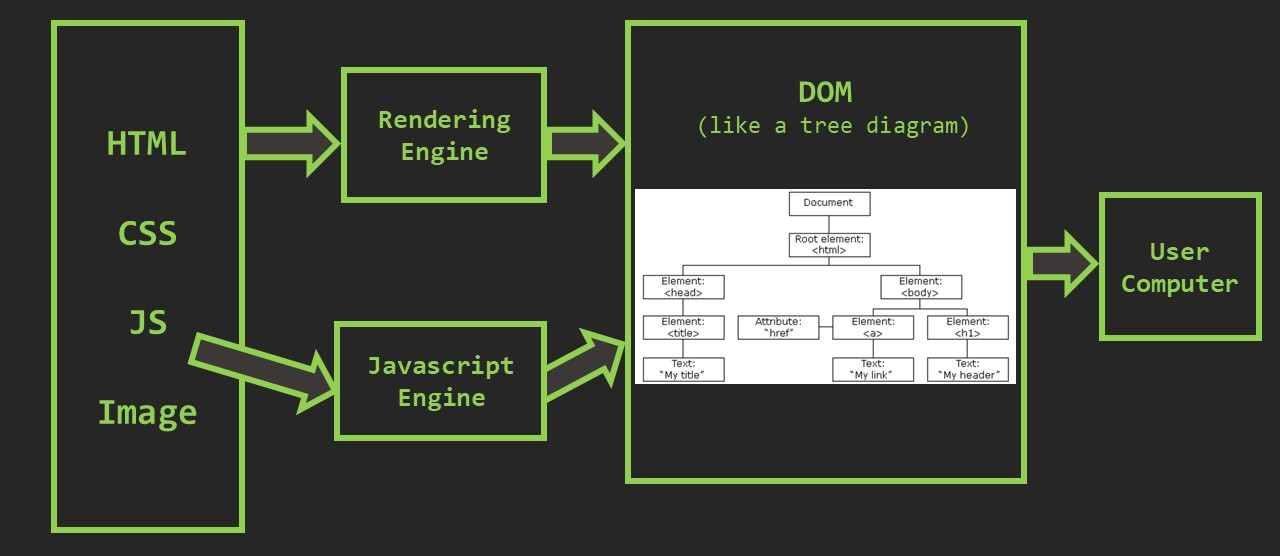 HTML
CSS
JS
Image
Rendering
Engine
Javascript
Engine
DOM
(like a tree diagram)
Document
Root element:
<html>
Element:
<head>
Element:
<body>
Element:
<title>
Attribute:
"href"
Element:
<a>
Element:
<h1>
Text:
"My title"
Text:
"My link"
Text:
"My header"
User
Computer